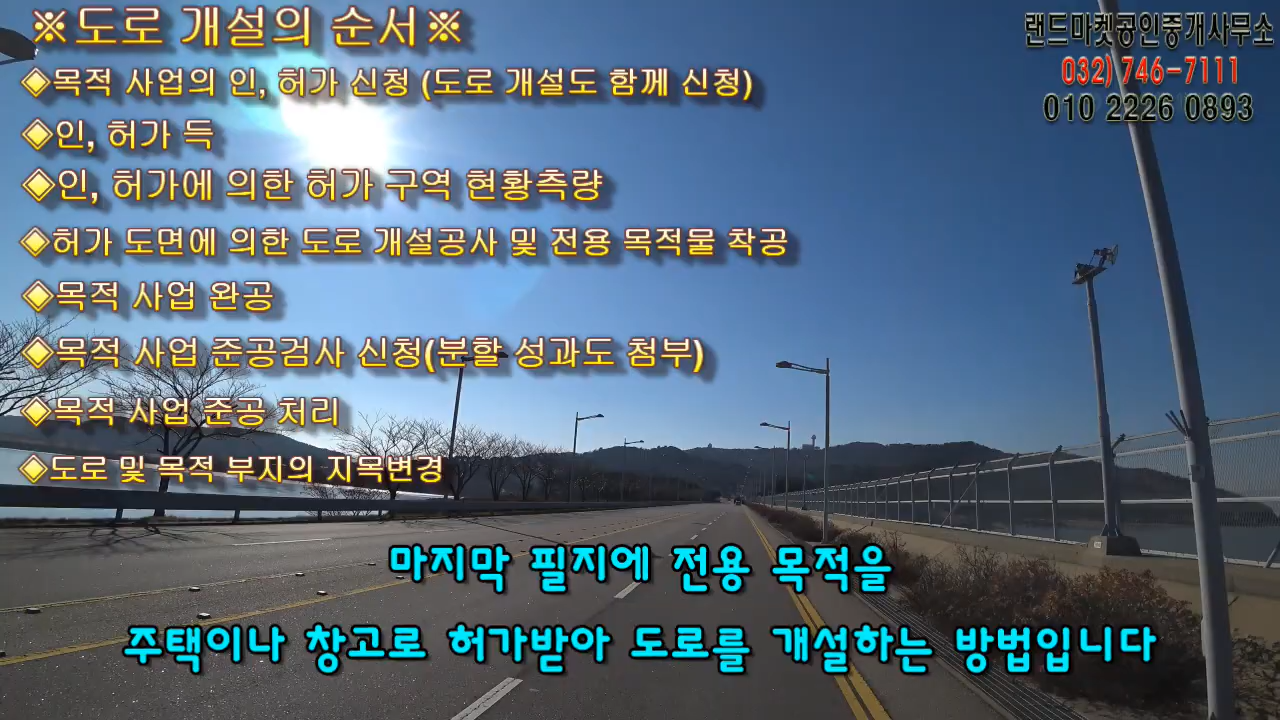 ※도로 개설의 순서※
◈목적 사업의 인, 허가 신청 (도로 개설도 함께 신청)
◈인, 허가 득
◈인, 허가에 의한 허가 구역 현황측량
◈허가 도면에 의한 도로 개설공사 및 전용 목적물 착공
◈목적 사업 완공
◈목적 사업 준공검사 신청(분할 성과도 첨부)
◈목적 사업 준공 처리
◈도로 및 목적 부지의 지목변경
랜드마켓공인중개사무소
032) 746-7111
010 2226 0893
마지막 필지에 전용 목적을
주택이나 창고로 허가받아 도로를 개설하는 방법입니다